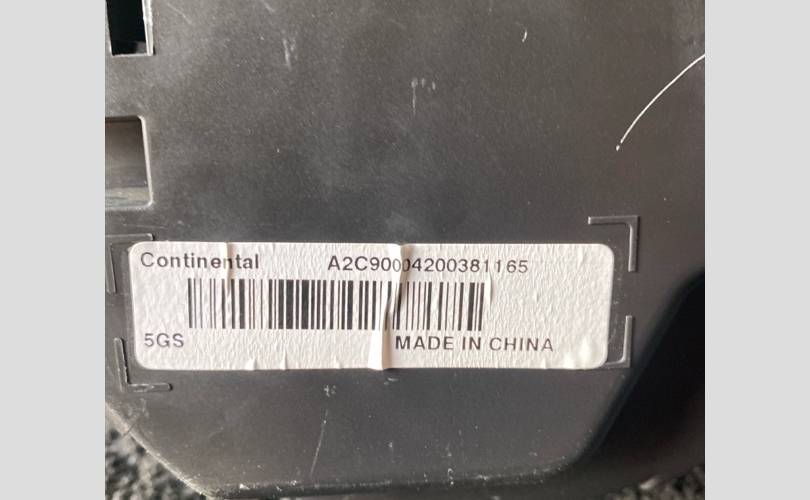 Continental A2C90004200381165
5GS MADE IN CHINA